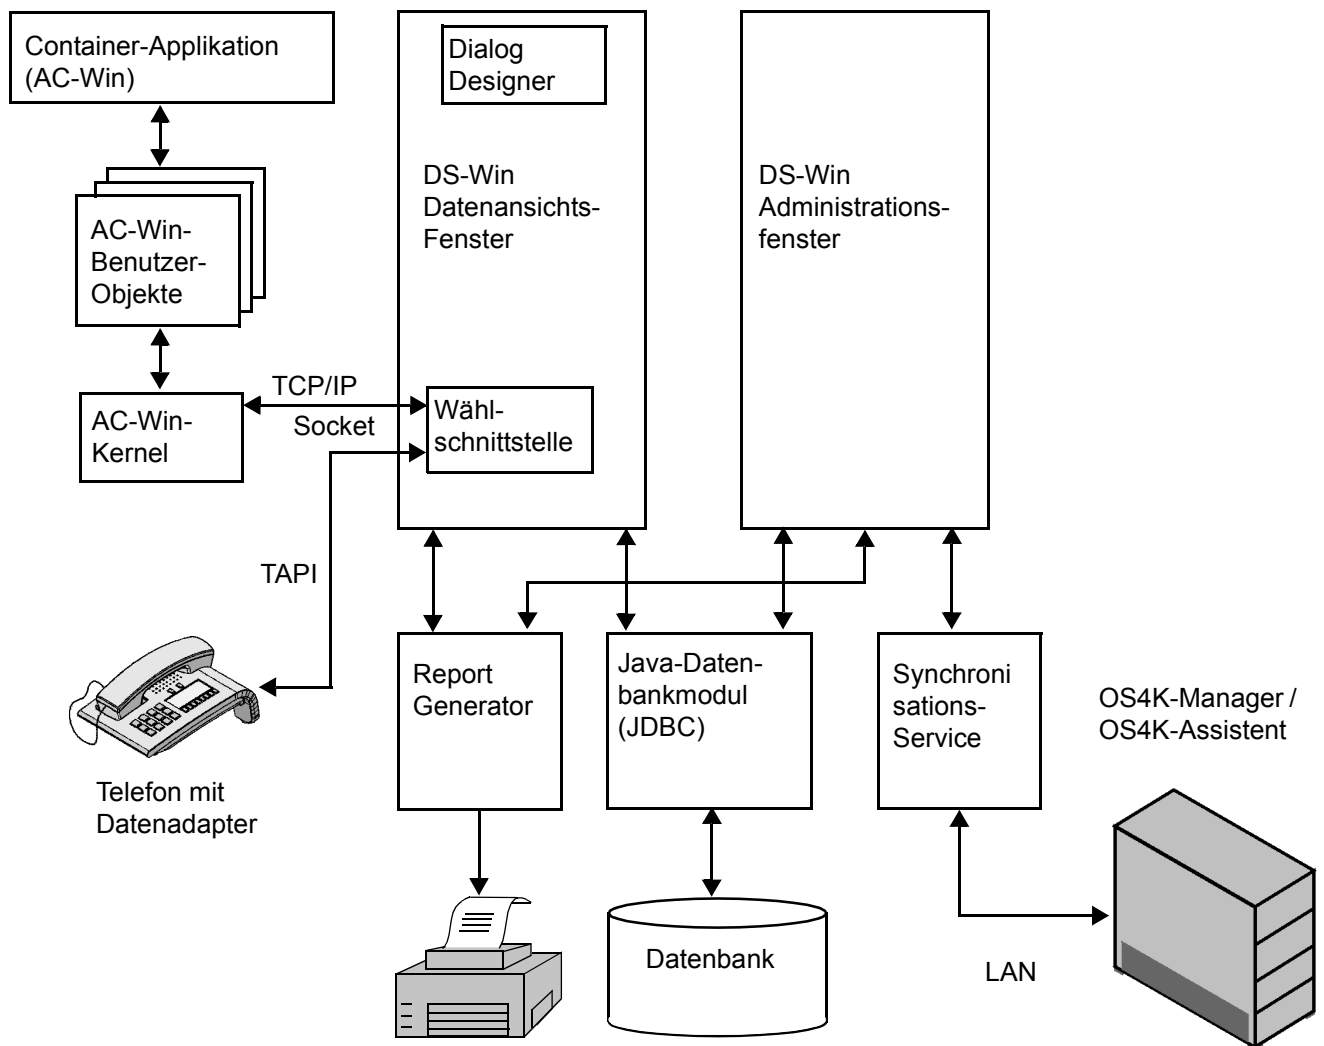 Container-Applikation
(AC-Win)
Dialog
Designer
DS-Win
Datenansichts-
Fenster
DS-Win
Administrations-
fenster
AC-Win-
Benutzer-
Objekte
TCP/IP
Socket
AC-Win-
Kernel
Wähl-
schnittstelle
TAPI
Report
Generator
Java-Daten-
bankmodul
(JDBC)
Synchroni
sations-
Service
OS4K-Manager /
OS4K-Assistent
Telefon mit
Datenadapter
Datenbank
LAN